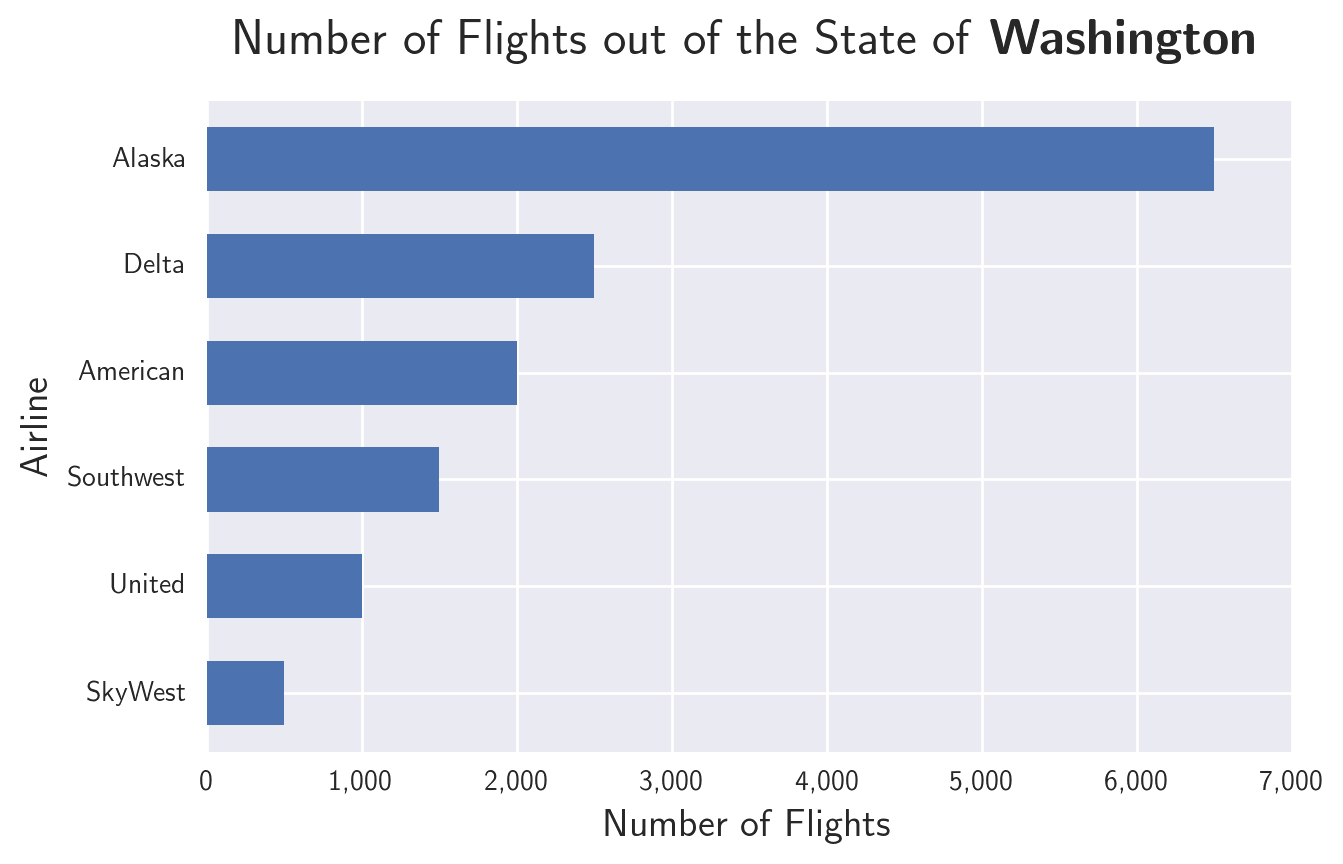 Number of Flights out of the State of Washington
Airline
Alaska
Delta
American
Southwest
United
SkyWest
0 1,000 2,000 3,000 4,000 5,000 6,000 7,000
Number of Flights